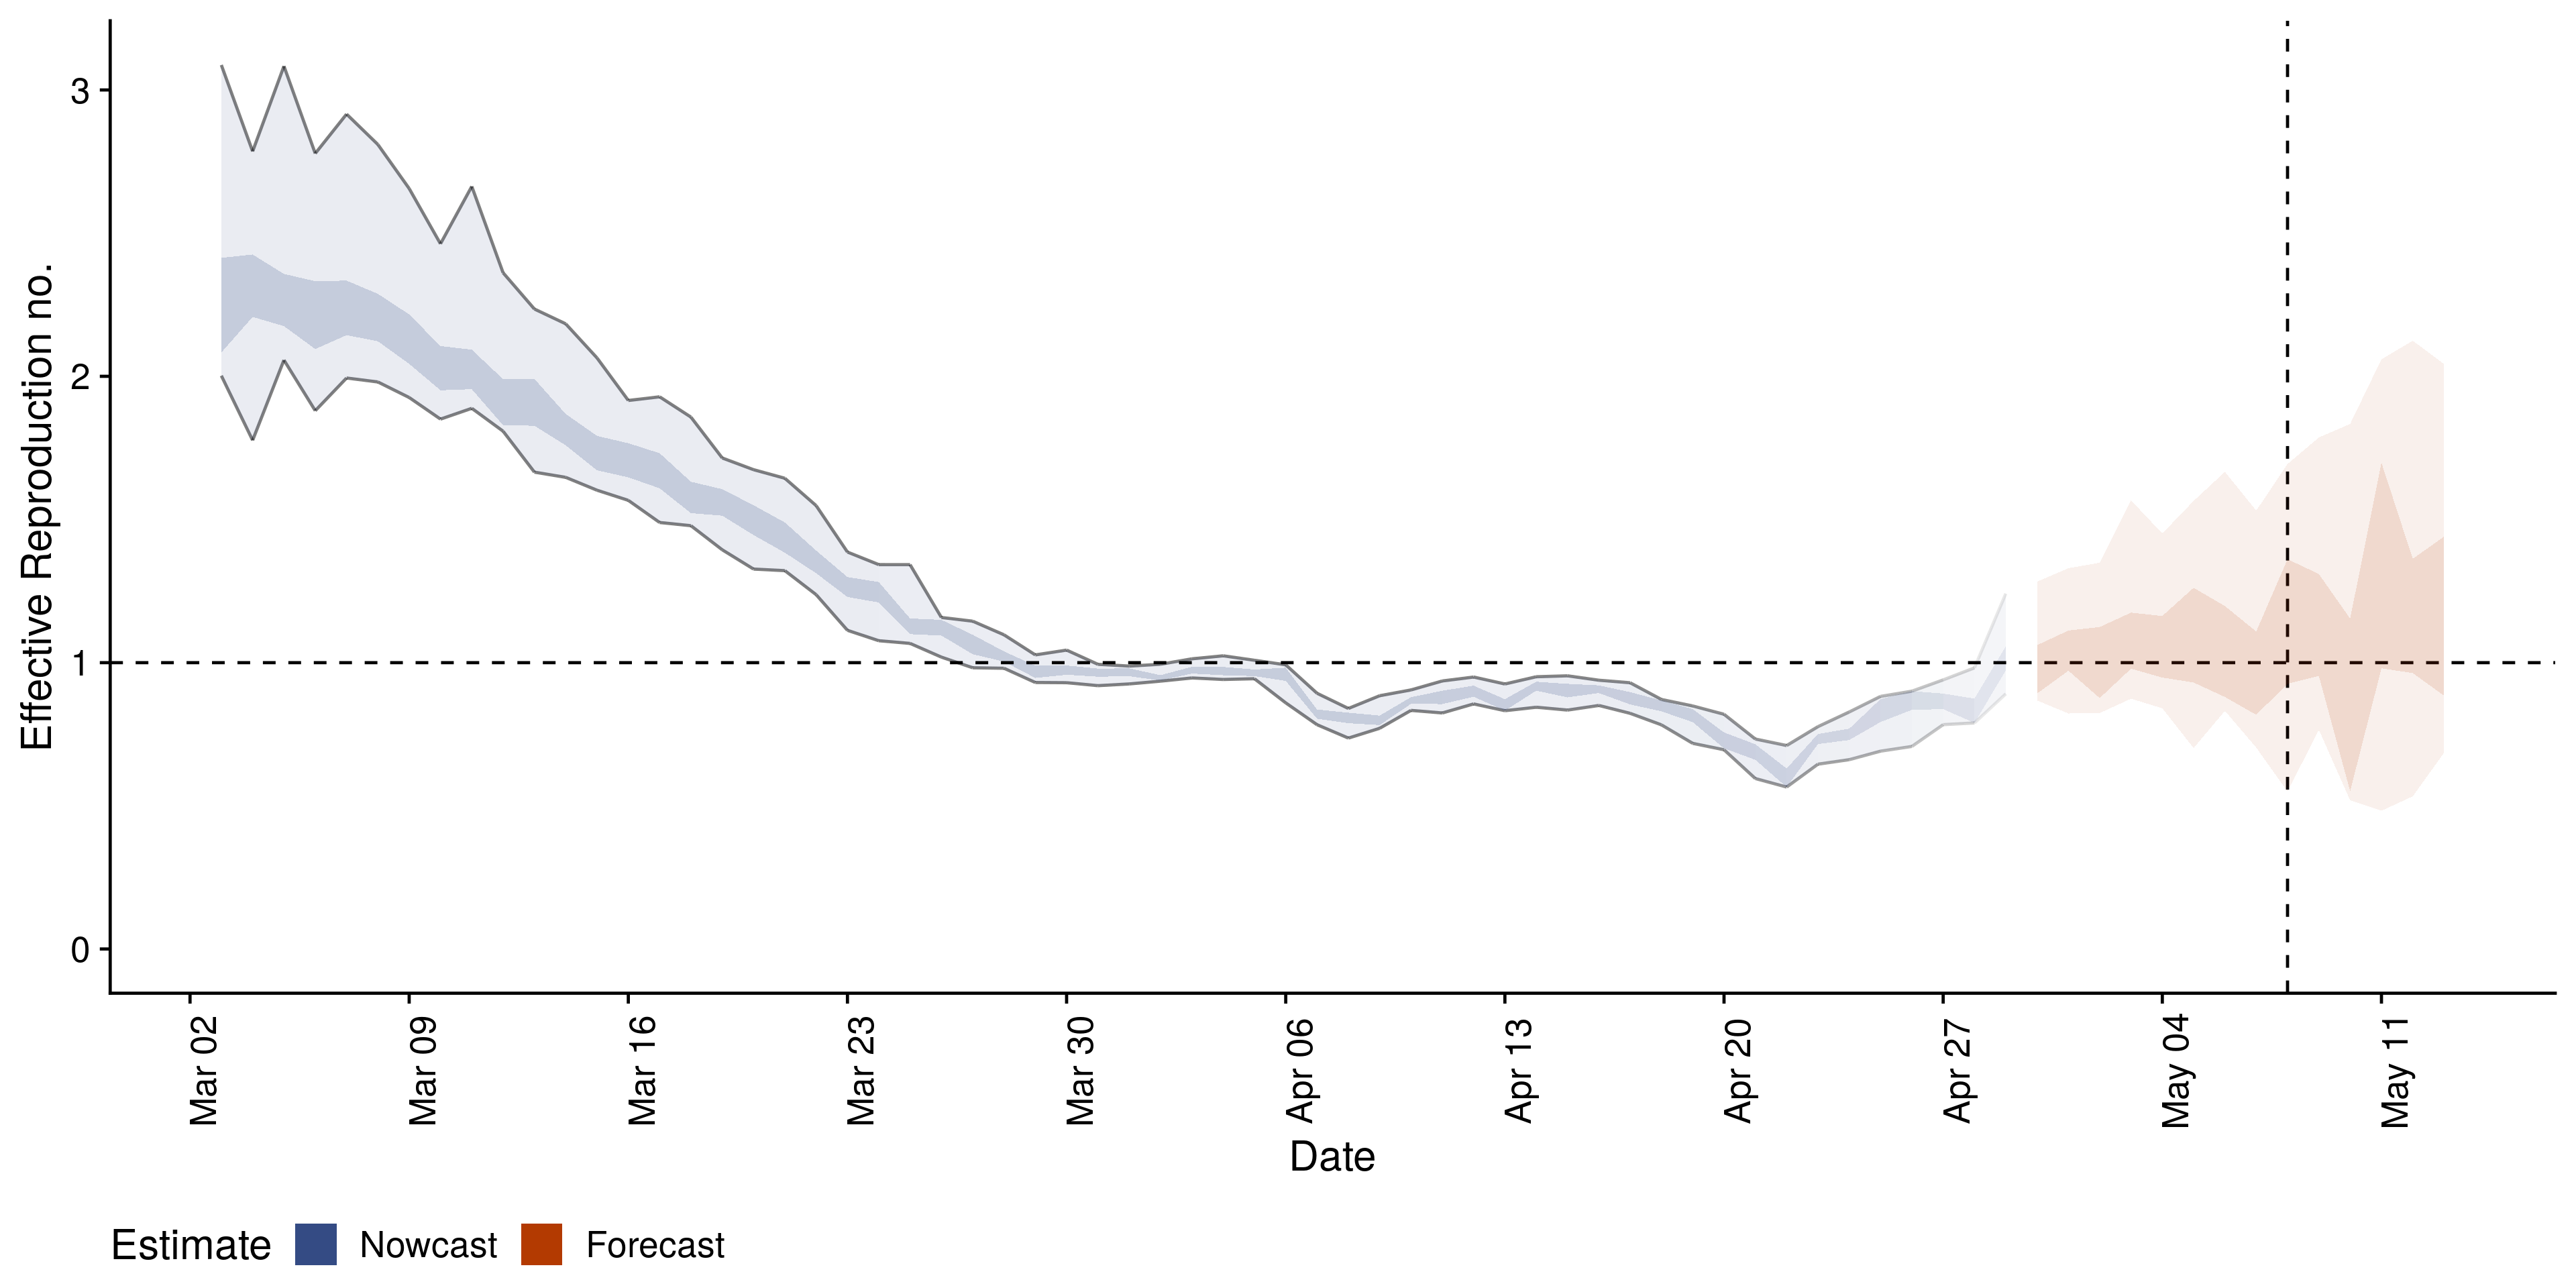 Effective Reproduction no.
3
2
1
0
Mar 02
Mar 09
Mar 16
Mar 23
Mar 30
Apr 06
Apr 13
Apr 20
Apr 27
May 04
May 11
Date
Estimate Nowcast Forecast